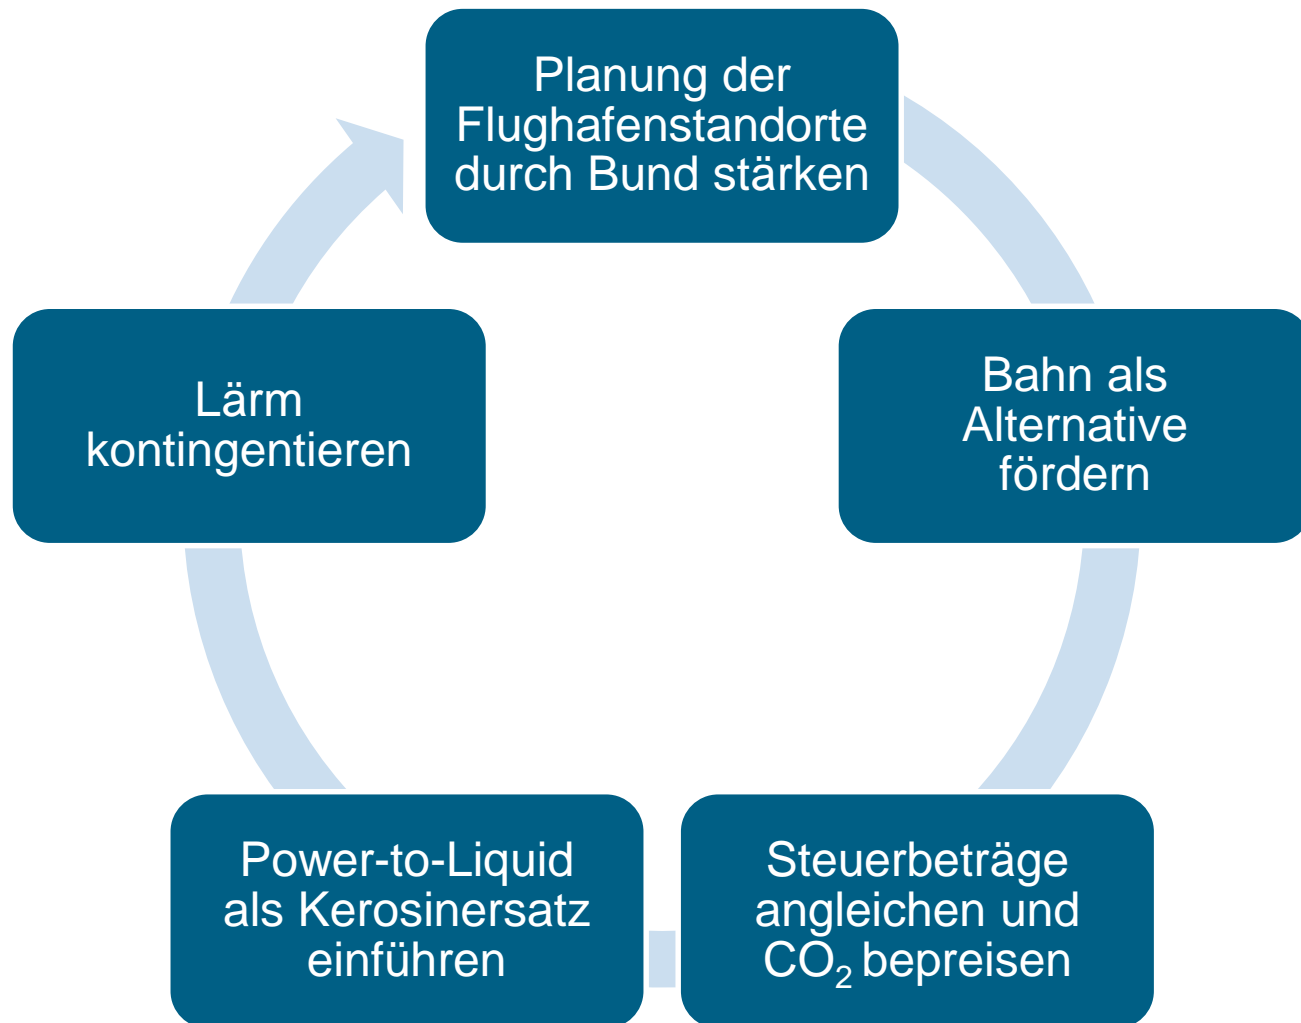 Planung der
Flughafenstandorte
durch Bund stärken
Bahn als
Alternative
fördern
Steuerbeträge
angleichen und
CO₂ bepreisen
Power-to-Liquid
als Kerosinersatz
einführen
Lärm
kontingentieren